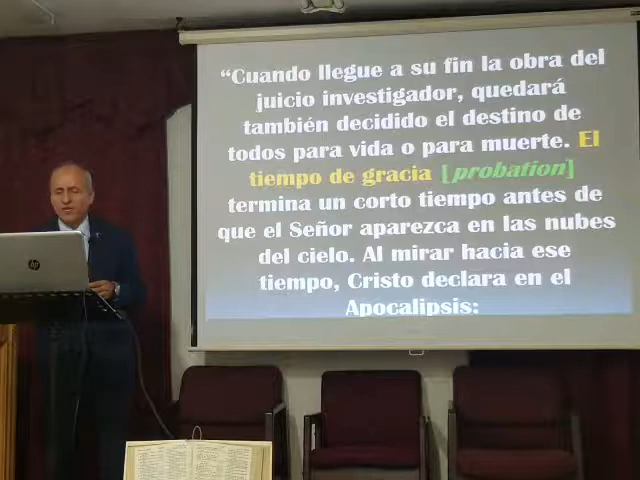 “Cuando llegue a su fin la obra del
juicio investigador, quedará
también decidido el destino de
todos para vida o para muerte. El
tiempo de gracia [probation]
termina un corto tiempo antes de
que el Señor aparezca en las nubes
del cielo. Al mirar hacia ese
tiempo, Cristo declara en el
Apocalipsis:
hp